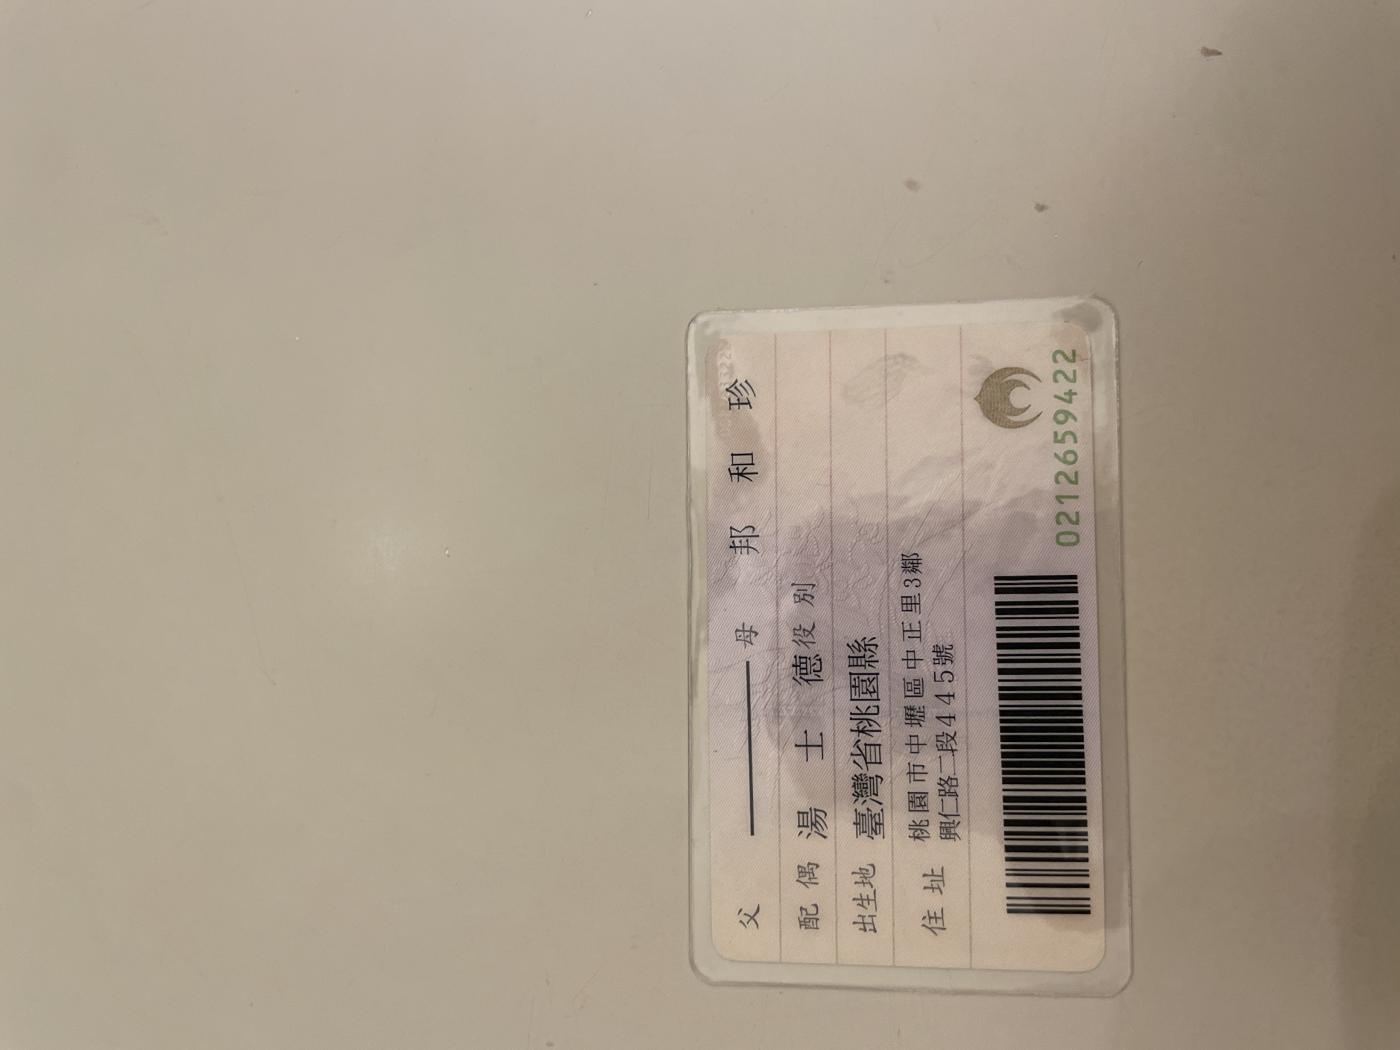 父 母 邦和珍
配偶 湯士德 役別
出生地 臺灣省桃園縣
住址 桃園市中壢區中正里3鄰
興仁路二段445號
0212659422